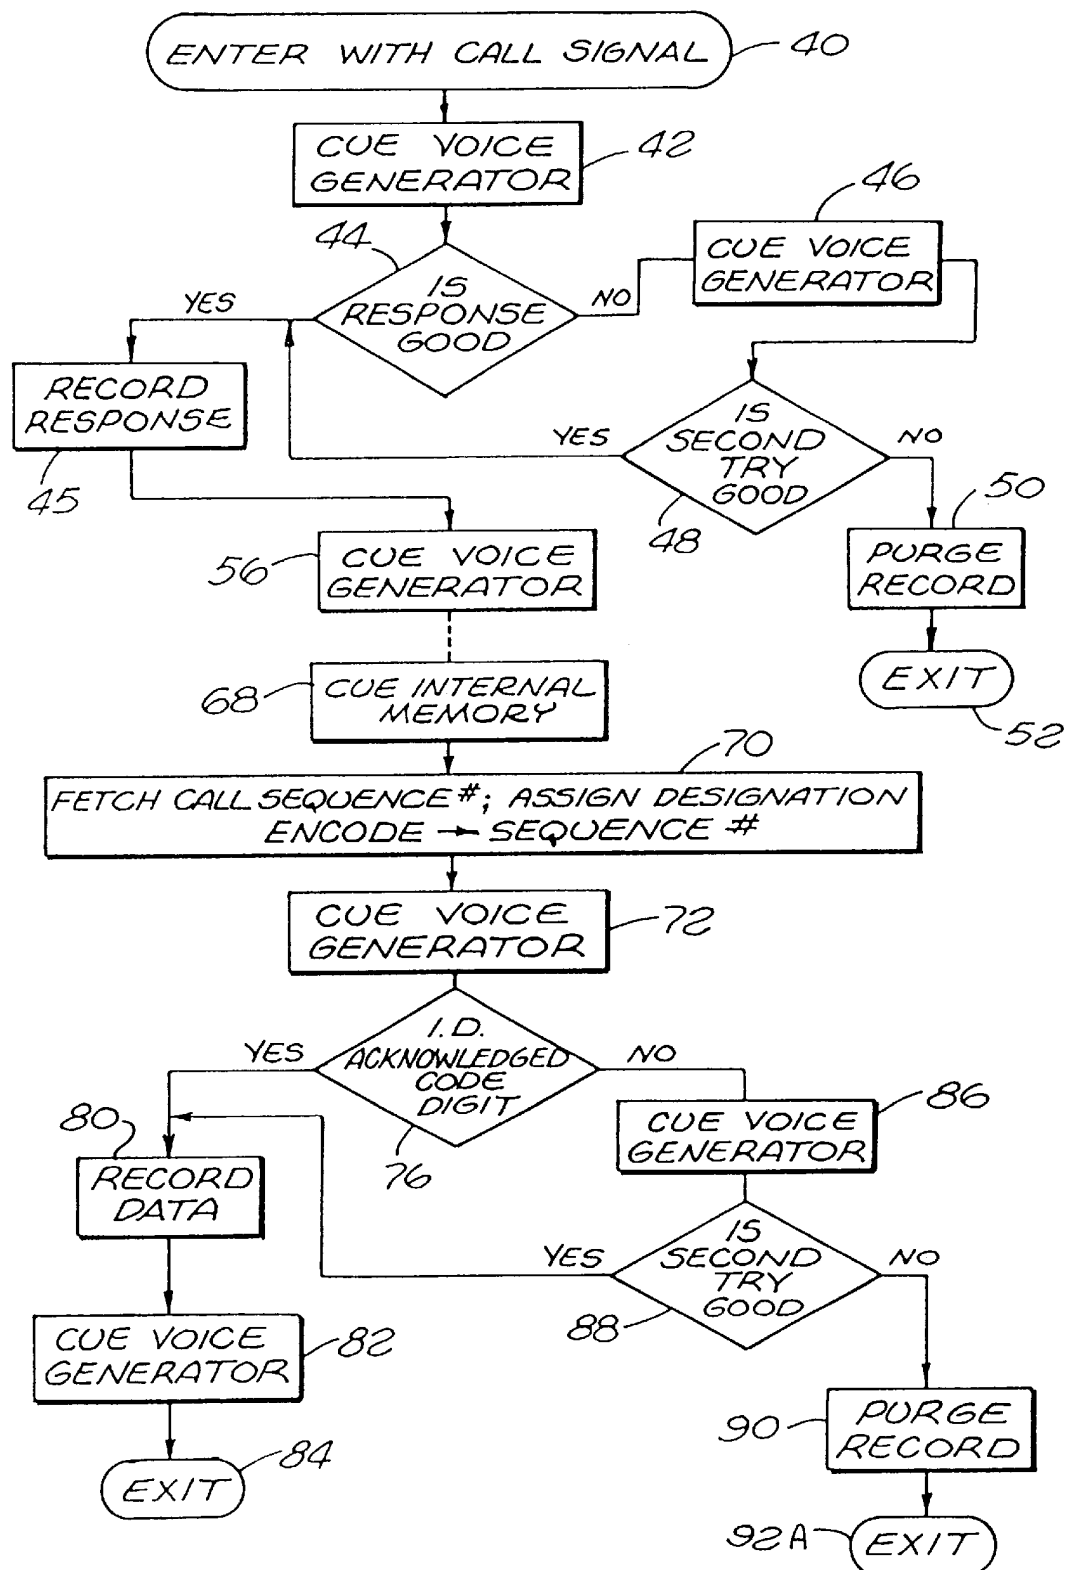 ENTER WITH CALL SIGNAL
40
CUE VOICE
GENERATOR
42
46
CUE VOICE
GENERATOR
44
IS
RESPONSE
GOOD
YES
NO
RECORD
RESPONSE
45
IS
SECOND
TRY
GOOD
YES
NO
48
50
PURGE
RECORD
EXIT
52
56
CUE VOICE
GENERATOR
68
CUE INTERNAL
MEMORY
70
FETCH CALL SEQUENCE #; ASSIGN DESIGNATION
ENCODE → SEQUENCE #
CUE VOICE
GENERATOR
72
I.D.
ACKNOWLEDGED
CODE
DIGIT
YES
NO
76
86
CUE VOICE
GENERATOR
80
RECORD
DATA
IS
SECOND
TRY
GOOD
YES
NO
88
CUE VOICE
GENERATOR
82
EXIT
84
90
PURGE
RECORD
92A
EXIT